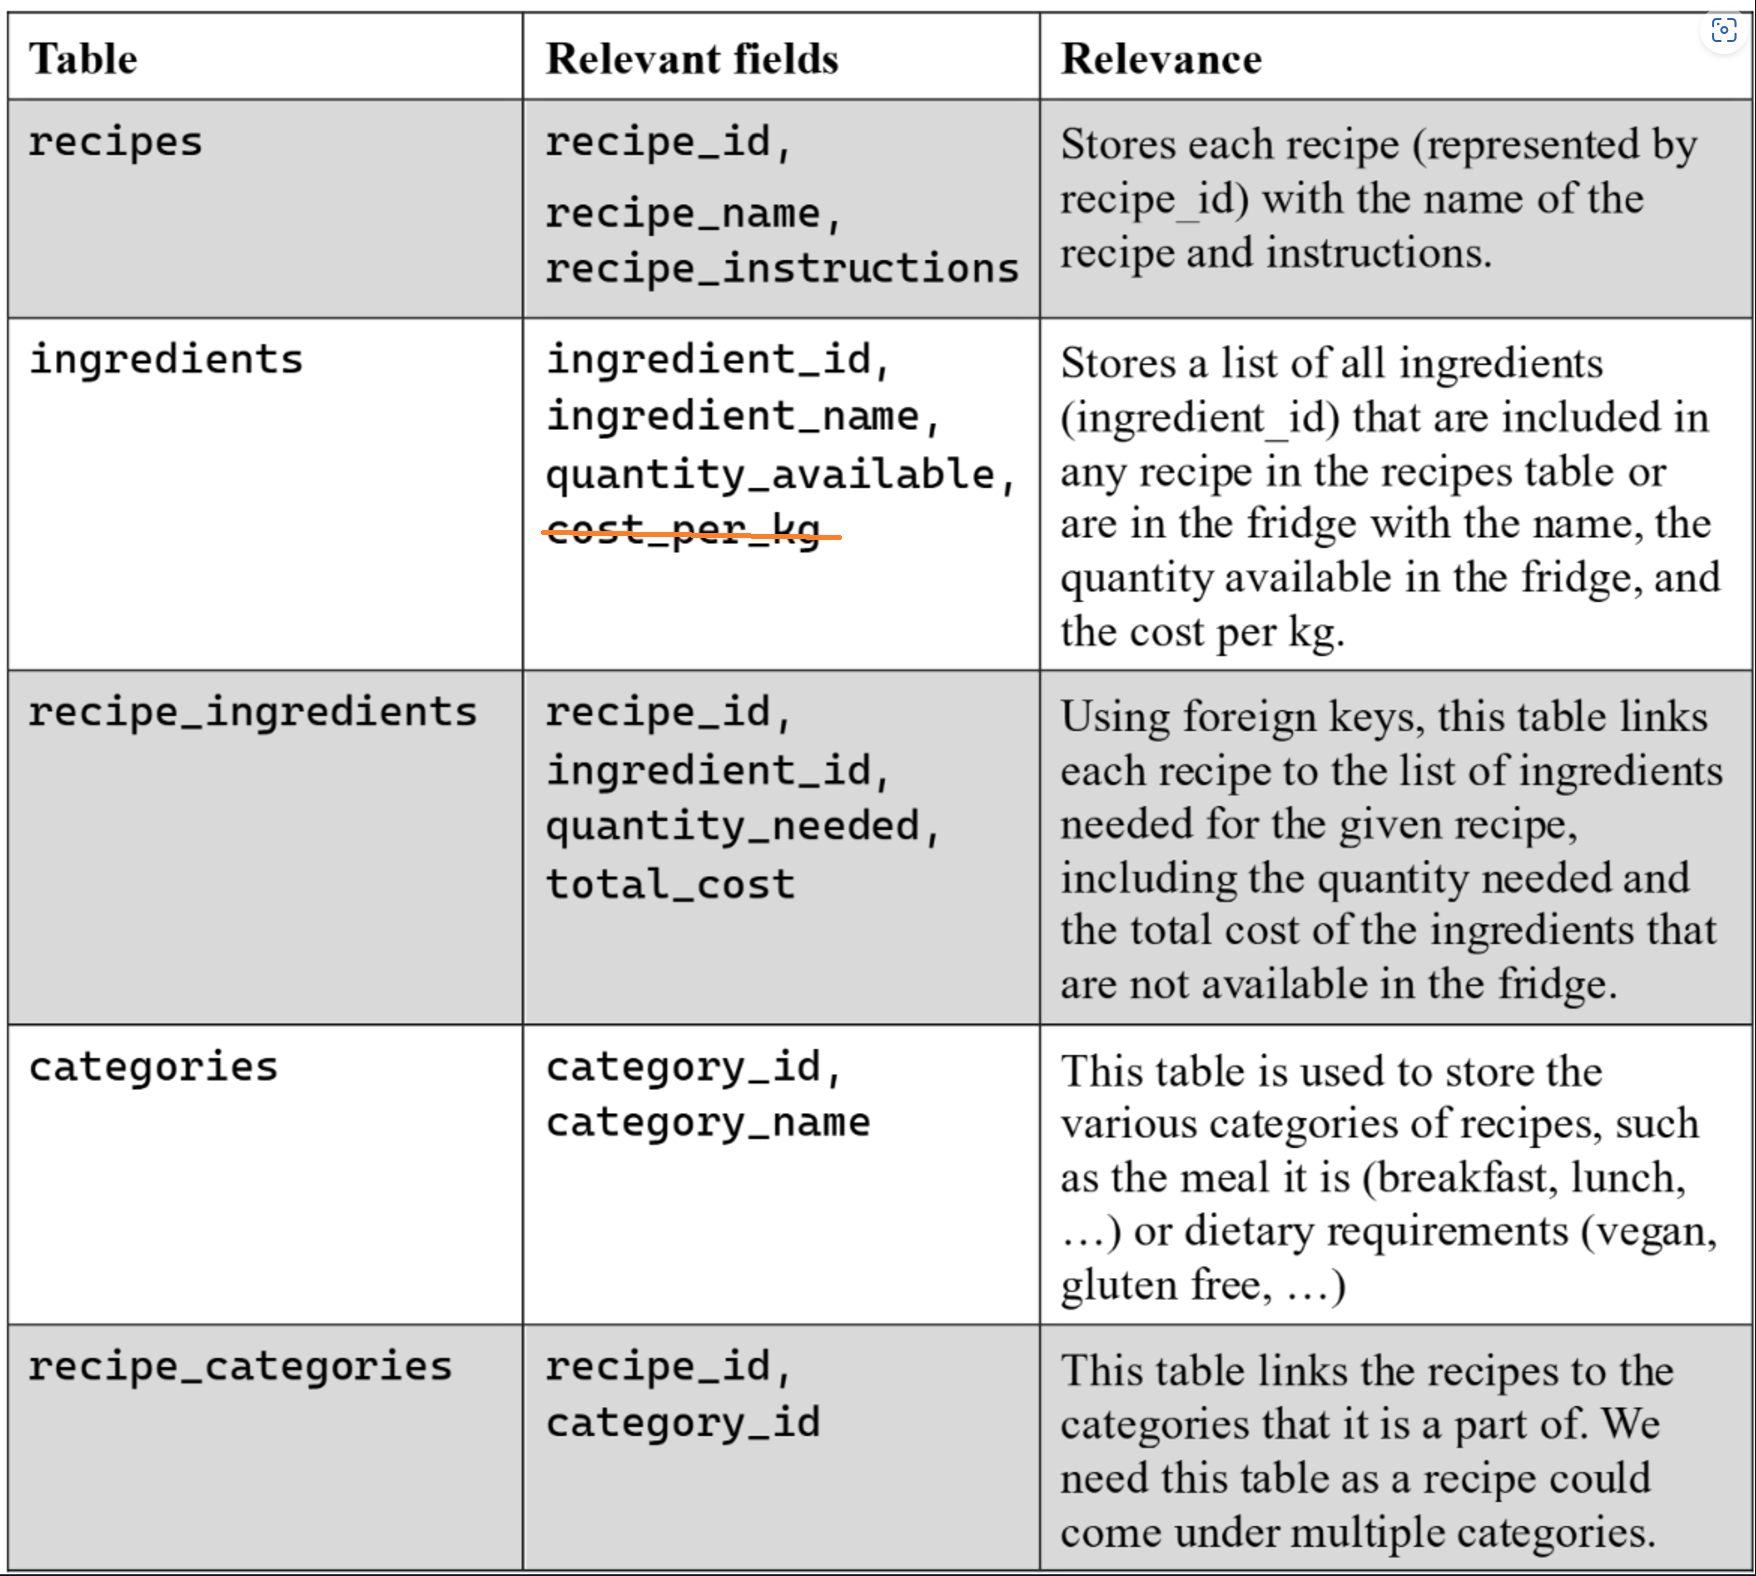 Table
Relevant fields
Relevance
recipes
recipe_id,
recipe_name,
recipe_instructions
Stores each recipe (represented by
recipe_id) with the name of the
recipe and instructions.
ingredients
ingredient_id,
ingredient_name,
quantity_available,
cost_per_kg
Stores a list of all ingredients
(ingredient_id) that are included in
any recipe in the recipes table or
are in the fridge with the name, the
quantity available in the fridge, and
the cost per kg.
recipe_ingredients
recipe_id,
ingredient_id,
quantity_needed,
total_cost
Using foreign keys, this table links
each recipe to the list of ingredients
needed for the given recipe,
including the quantity needed and
the total cost of the ingredients that
are not available in the fridge.
categories
category_id,
category_name
This table is used to store the
various categories of recipes, such
as the meal it is (breakfast, lunch,
…) or dietary requirements (vegan,
gluten free, …)
recipe_categories
recipe_id,
category_id
This table links the recipes to the
categories that it is a part of. We
need this table as a recipe could
come under multiple categories.